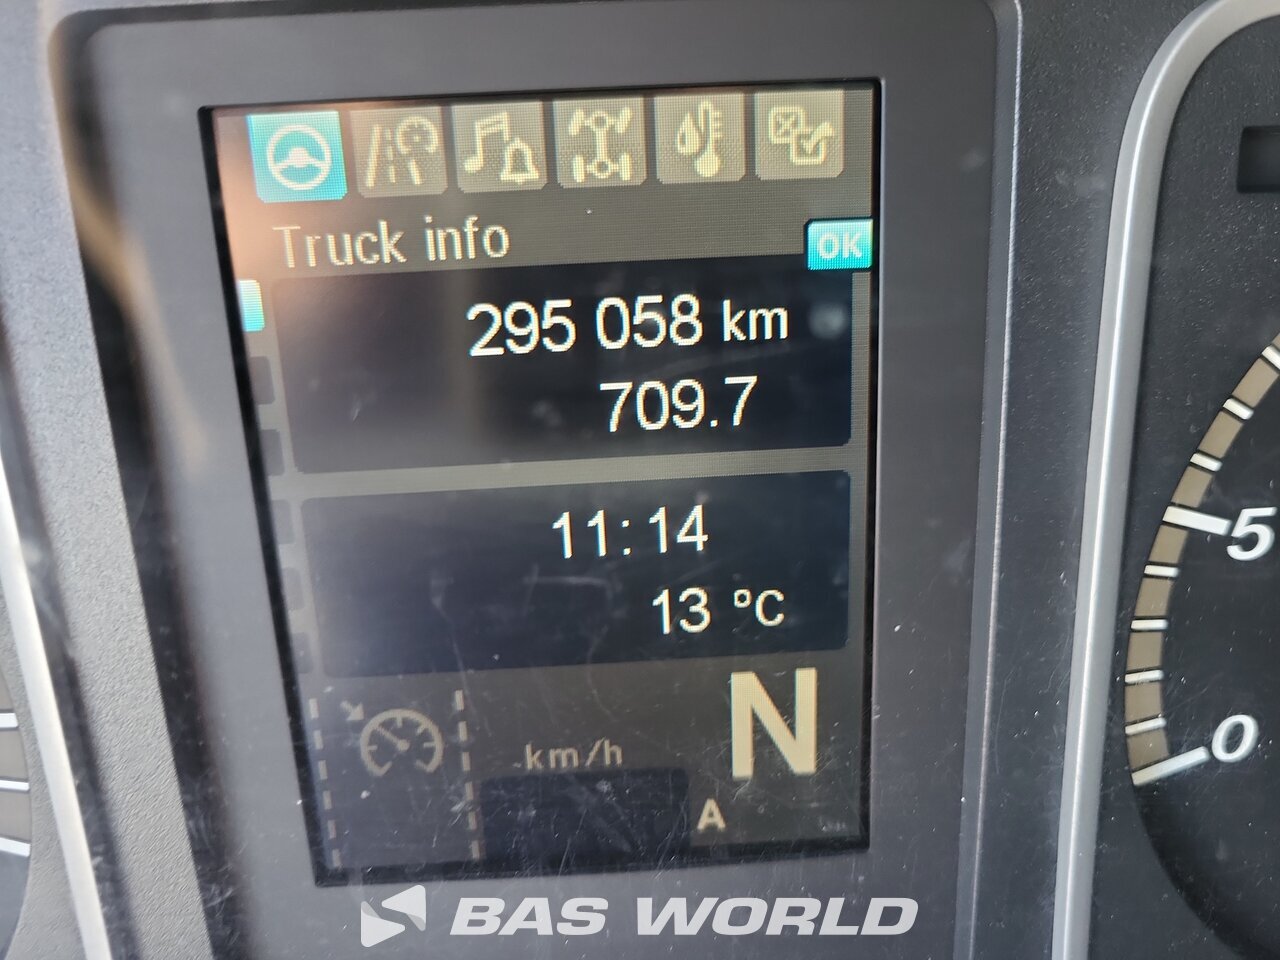 Truck info
OK
295 058 km
709.7
11:14
13 °C
km/h
N
A
5
0
BAS WORLD